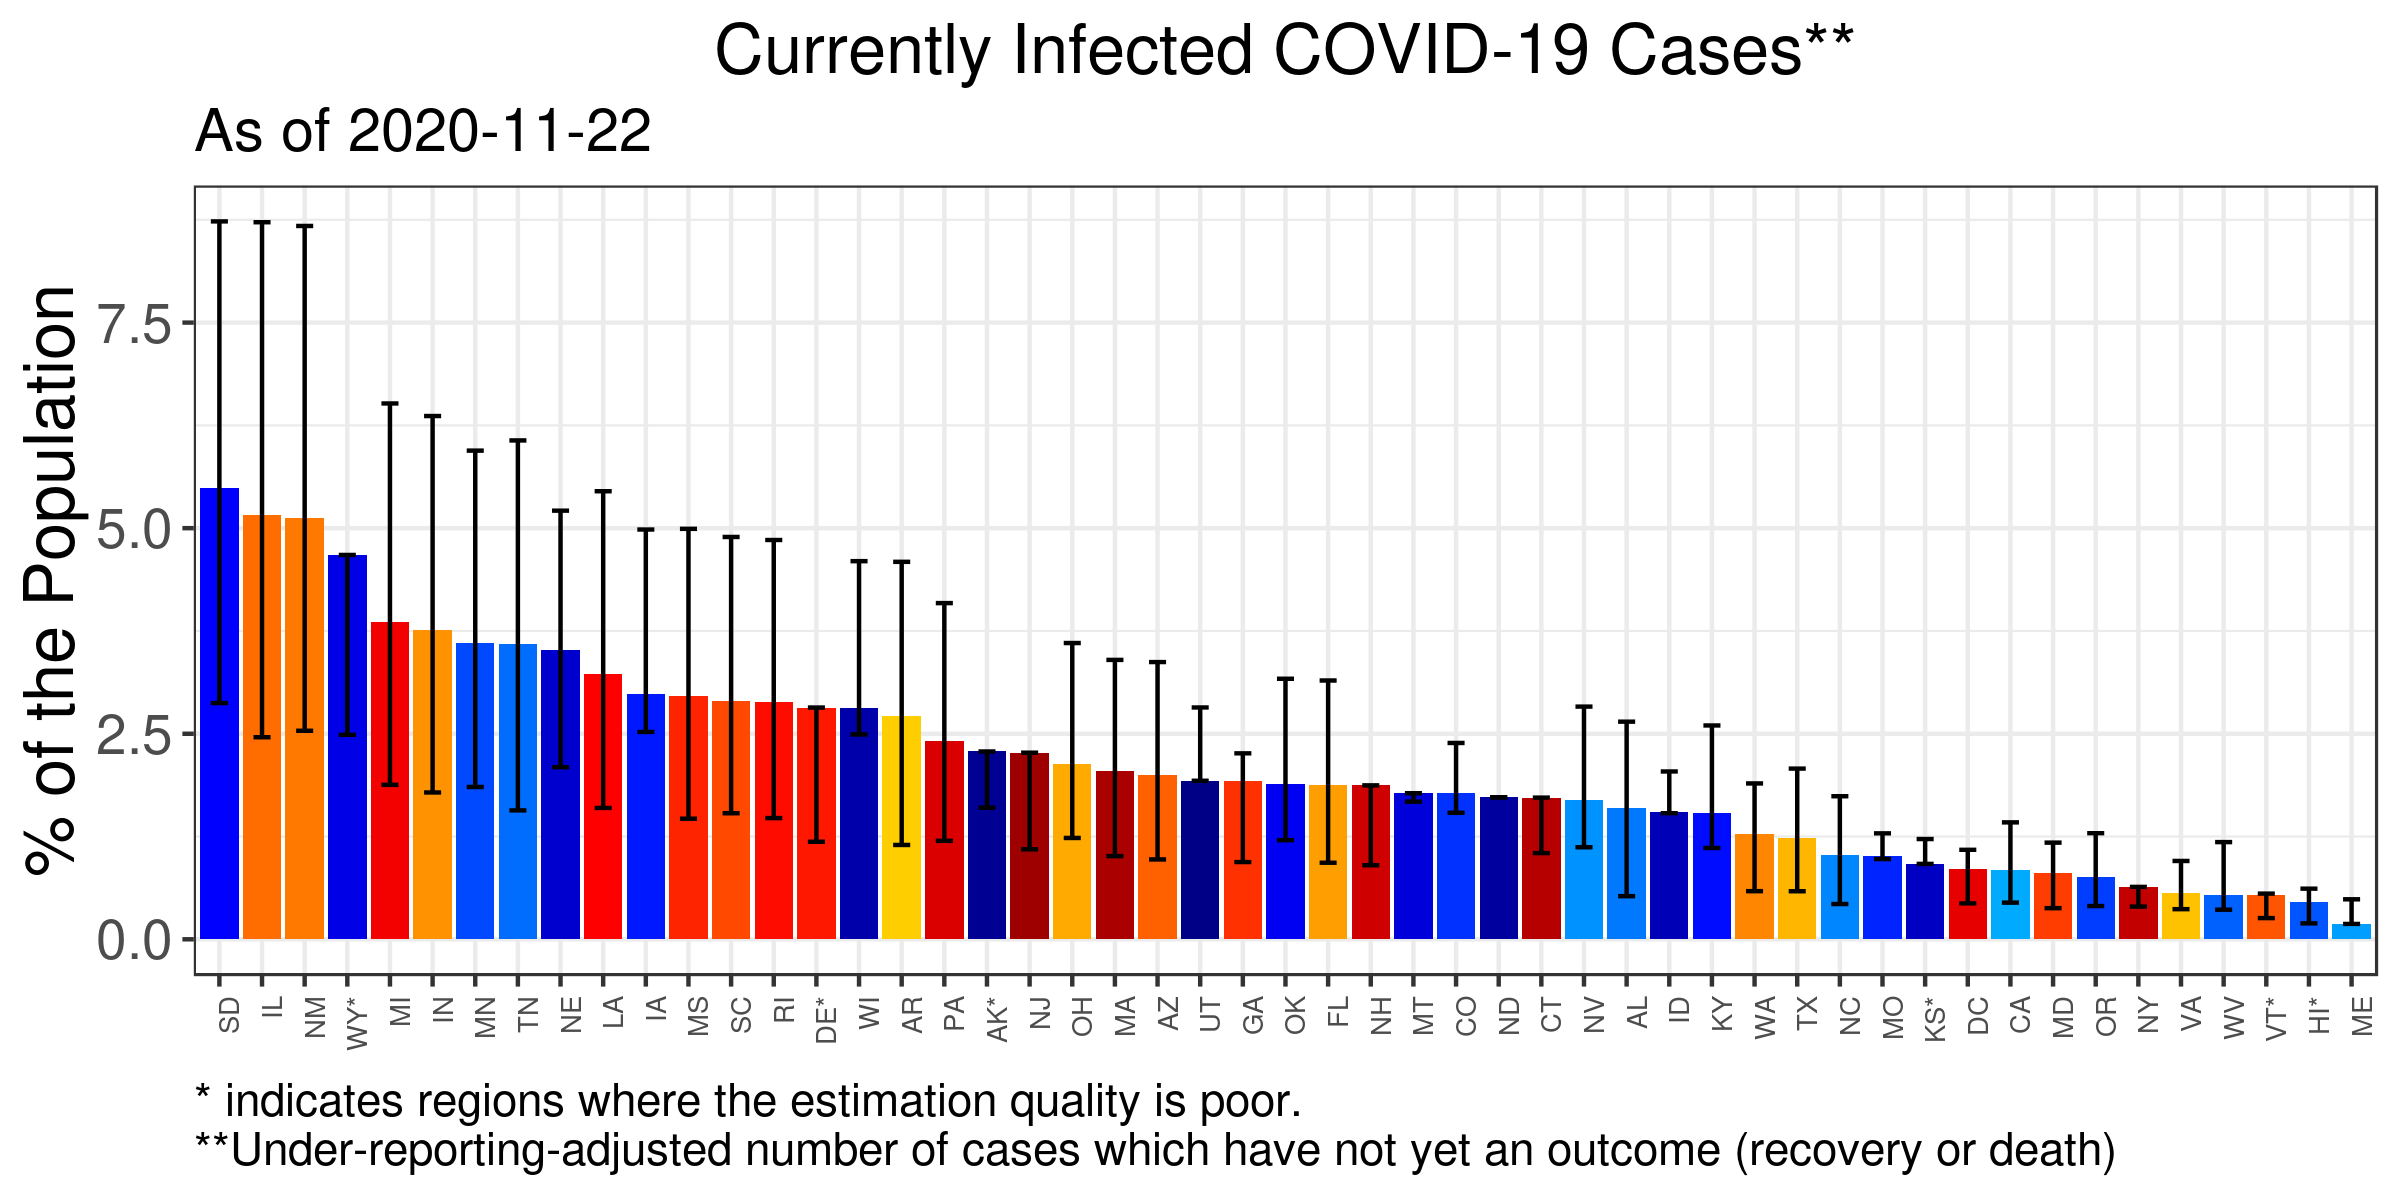 Currently Infected COVID-19 Cases**
As of 2020-11-22
% of the Population
7.5
5.0
2.5
0.0
SD IL NM WY* MI IN MN TN NE LA IA MS SC RI DE* WI AR PA AK* NJ OH MA AZ UT GA OK FL NH MT CO ND CT NV AL ID KY WA TX NC MO KS* DC CA MD OR NY VA WV VT* HI* ME
* indicates regions where the estimation quality is poor.
**Under-reporting-adjusted number of cases which have not yet an outcome (recovery or death)